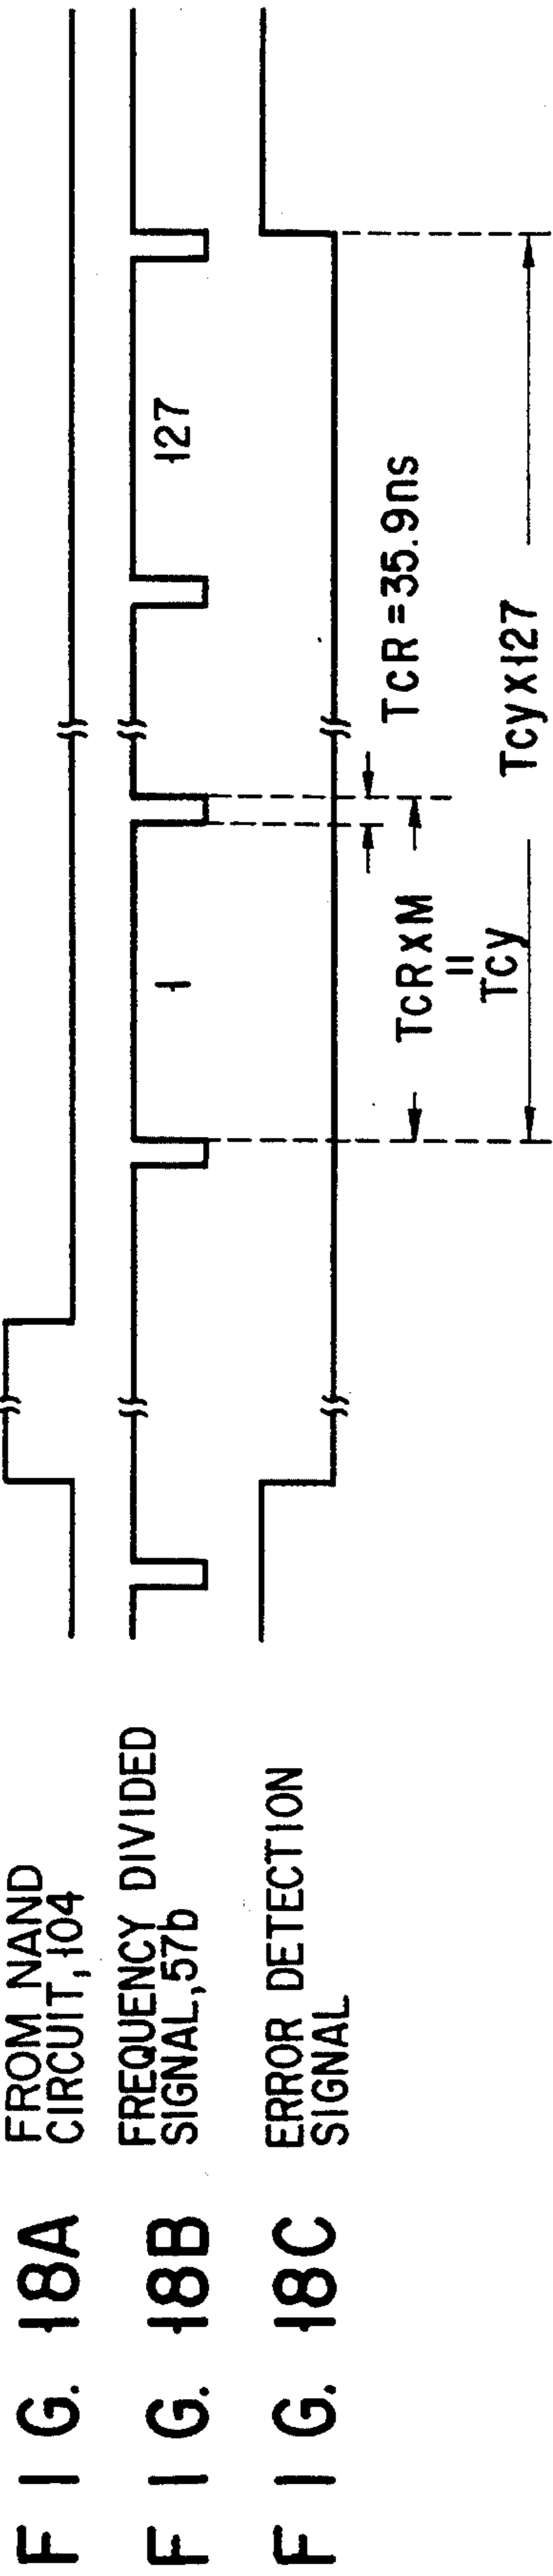 FIG. 18A
FROM NAND
CIRCUIT, 104
FIG. 18B
FREQUENCY DIVIDED
SIGNAL, 57b
1
127
FIG. 18C
ERROR DETECTION
SIGNAL
TCR = 35.9ns
TCR x M
=
Tcy
Tcy x 127